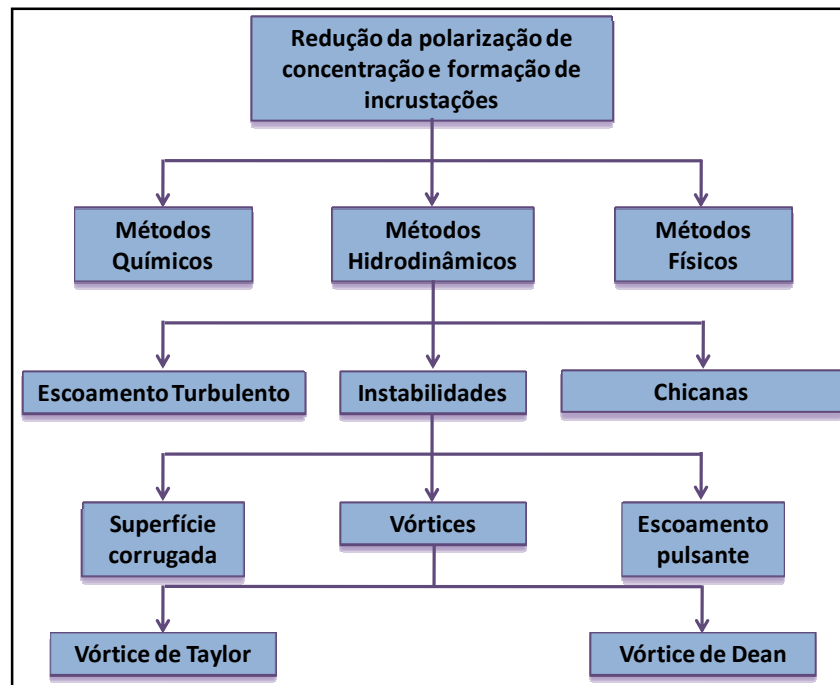 Redução da polarização de
concentração e formação de
incrustações
Métodos
Químicos
Métodos
Hidrodinâmicos
Métodos
Físicos
Escoamento Turbulento
Instabilidades
Chicanas
Superfície
corrugada
Vórtices
Escoamento
pulsante
Vórtice de Taylor
Vórtice de Dean